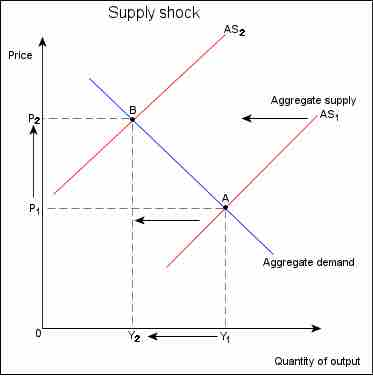 Supply shock
AS2
Price
B
Aggregate supply
P2
AS1
A
P1
Aggregate demand
0
Y2
Y1
Quantity of output